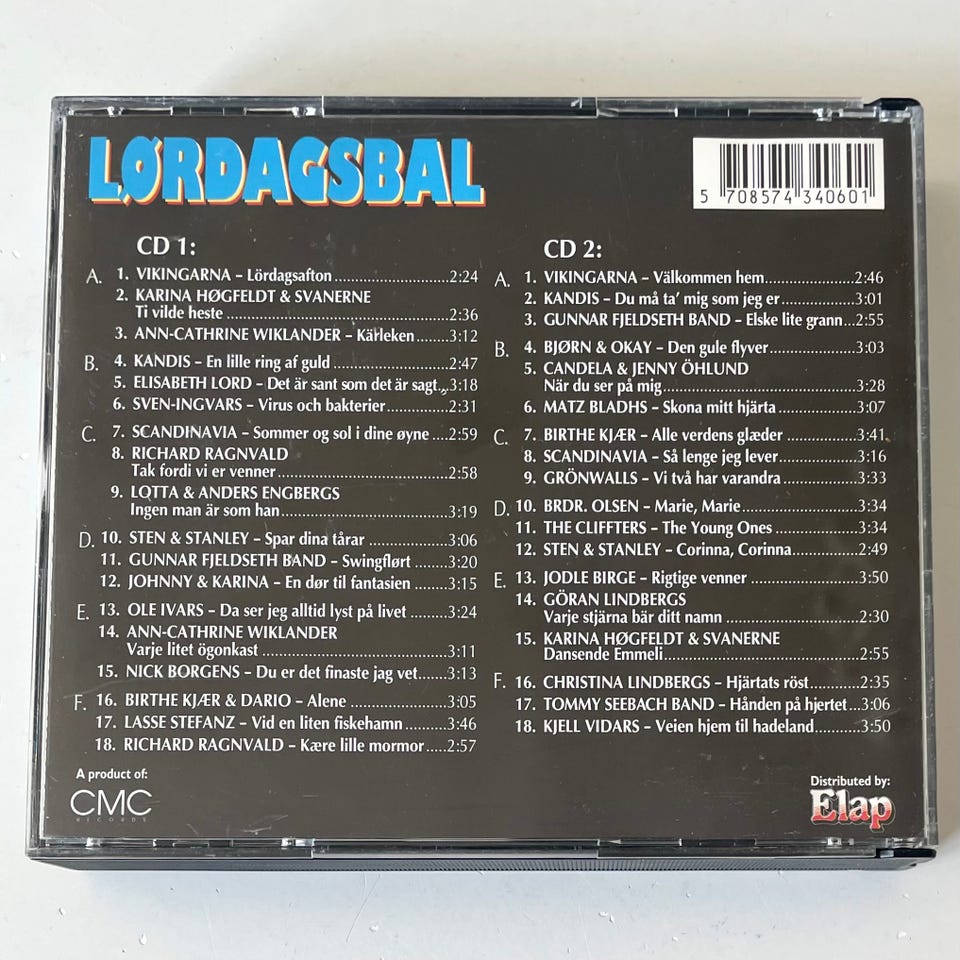 LØRDAGSBAL
5 708574 340601
CD 1:
A. 1. VIKINGARNA – Lördagsafton 2:24
2. KARINA HØGFELDT & SVANERNE
Ti vilde heste 2:36
3. ANN-CATHRINE WIKLANDER – Kärleken 3:12
B. 4. KANDIS – En lille ring af guld 2:47
5. ELISABETH LORD – Det är sant som det är sagt 3:18
6. SVEN-INGVARS – Virus och bakterier 2:31
C. 7. SCANDINAVIA – Sommer og sol i dine øyne 2:59
8. RICHARD RAGNVALD
Tak fordi vi er venner 2:58
9. LOTTA & ANDERS ENGBERGS
Ingen man är som han 3:19
D. 10. STEN & STANLEY – Spar dina tårar 3:06
11. GUNNAR FJELDSETH BAND – Swingflørt 3:20
12. JOHNNY & KARINA – En dør til fantasien 3:15
E. 13. OLE IVARS – Da ser jeg alltid lyst på livet 3:24
14. ANN-CATHRINE WIKLANDER
Varje litet ögonkast 3:11
15. NICK BORGENS – Du er det finaste jag vet 3:13
F. 16. BIRTHE KJÆR & DARIO – Alene 3:05
17. LASSE STEFANZ – Vid en liten fiskehamn 3:46
18. RICHARD RAGNVALD – Kære lille mormor 2:57
CD 2:
A. 1. VIKINGARNA – Välkommen hem 2:46
2. KANDIS – Du må ta' mig som jeg er 3:01
3. GUNNAR FJELDSETH BAND – Elske lite grann 2:55
B. 4. BJØRN & OKAY – Den gule flyver 3:03
5. CANDELA & JENNY ÖHLUND
När du ser på mig 3:28
6. MATZ BLADHS – Skona mitt hjärta 3:07
C. 7. BIRTHE KJÆR – Alle verdens glæder 3:41
8. SCANDINAVIA – Så lenge jeg lever 3:16
9. GRÖNWALLS – Vi två har varandra 3:33
D. 10. BRDR. OLSEN – Marie, Marie 3:34
11. THE CLIFFTERS – The Young Ones 3:34
12. STEN & STANLEY – Corinna, Corinna 2:49
E. 13. JODLE BIRGE – Rigtige venner 3:50
14. GÖRAN LINDBERGS
Varje stjärna bär ditt namn 2:30
15. KARINA HØGFELDT & SVANERNE
Dansende Emmeli 2:55
F. 16. CHRISTINA LINDBERGS – Hjärtats röst 2:35
17. TOMMY SEEBACH BAND – Hånden på hjertet 3:06
18. KJELL VIDARS – Veien hjem til hadeland 3:50
A product of:
CMC
RECORDS
Distributed by:
Elap